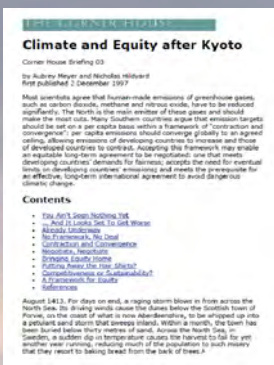 THE CORNER HOUSE
Climate and Equity after Kyoto
Corner House Briefing 03
by Aubrey Meyer and Nicholas Hildyard
first published 2 December 1997
Most scientists agree that human-made emissions of greenhouse gases,
such as carbon dioxide, methane and nitrous oxide, have to be reduced
significantly. The North is the main emitter of these gases and should
make the most cuts. Many Southern countries argue that emission targets
should be set on a per capita basis within a framework of "contraction and
convergence": per capita emissions should converge globally to an agreed
ceiling, allowing emissions of developing countries to increase and those
of developed countries to contract. Accepting this framework may enable
an equitable long-term agreement to be negotiated: one that meets
developing countries' demands for fairness; accepts the need for eventual
limits on developing countries' emissions; and meets the prerequisite for
an effective, long-term international agreement to avoid dangerous
climatic change.
Contents
You Ain't Seen Nothing Yet
... And It Looks Set To Get Worse
Already Underway
No Framework, No Deal
Contraction and Convergence
Negotiate, Negotiate
Bringing Equity Home
Putting Away the Hair Shirts?
Competitiveness or Sustainability?
A Framework for Equity
References
August 1413. For days on end, a raging storm blows in from across the
North Sea. Its driving winds cause the dunes below the Scottish town of
Forvie, on the coast of what is now Aberdeenshire, to be whipped up into
a petulant sand storm that sweeps inland. Within a month, the town has
been buried below thirty metres of sand. Across the North Sea, in
Sweden, a sudden dip in temperature causes the harvest to fail for yet
another year running, reducing much of the population to such misery
that they resort to baking bread from the bark of trees.